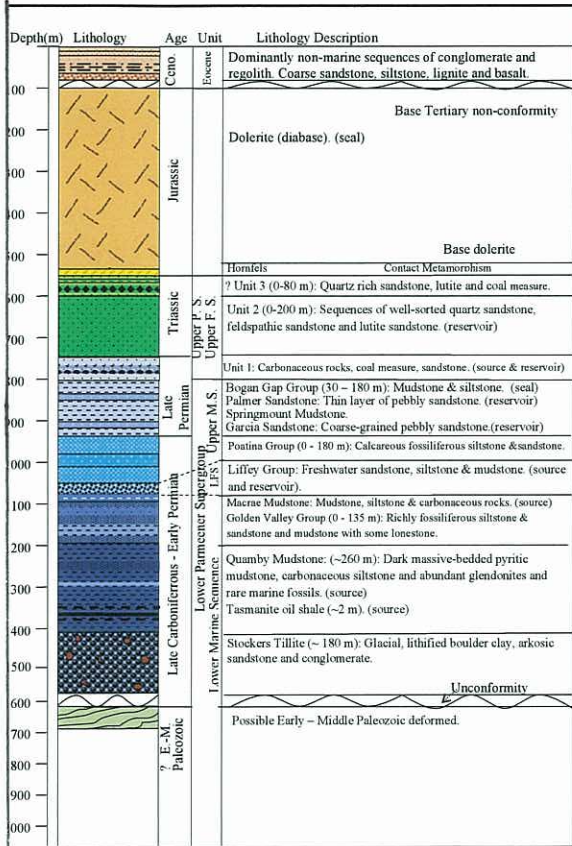 Depth(m) Lithology Age Unit Lithology Description
Ceno.
Eocene
Dominantly non-marine sequences of conglomerate and
regolith. Coarse sandstone, siltstone, lignite and basalt.
100
Base Tertiary non-conformity
200
Dolerite (diabase). (seal)
300
Jurassic
400
500
Base dolerite
Hornfels Contact Metamorphism
? Unit 3 (0-80 m): Quartz rich sandstone, lutite and coal measure.
600
Triassic
Upper P. S.
Upper F. S.
Unit 2 (0-200 m): Sequences of well-sorted quartz sandstone,
feldspathic sandstone and lutite sandstone. (reservoir)
700
Unit 1: Carbonaceous rocks, coal measure, sandstone. (source & reservoir)
800
Late
Permian
Upper M.S.
Bogan Gap Group (30 – 180 m): Mudstone & siltstone. (seal)
Palmer Sandstone: Thin layer of pebbly sandstone. (reservoir)
Springmount Mudstone.
Garcia Sandstone: Coarse-grained pebbly sandstone.(reservoir)
900
Poatina Group (0 - 180 m): Calcareous fossiliferous siltstone &sandstone.
000
LFS
Liffey Group: Freshwater sandstone, siltstone & mudstone. (source
and reservoir).
Late Carboniferrous - Early Permian
Lower Parmeener Supergroup
Lower Marine Sequence
100
Macrae Mudstone: Mudstone, siltstone & carbonaceous rocks. (source)
Golden Valley Group (0 - 135 m): Richly fossiliferous siltstone &
sandstone and mudstone with some lonestone.
200
Quamby Mudstone: (~260 m): Dark massive-bedded pyritic
mudstone, carbonaceous siltstone and abundant glendonites and
rare marine fossils. (source)
300
Tasmanite oil shale (~2 m). (source)
400
Stockers Tillite (~ 180 m): Glacial, lithified boulder clay, arkosic
sandstone and conglomerate.
500
Unconformity
600
? E.-M.
Paleozoic
Possible Early – Middle Paleozoic deformed.
700
800
900
000